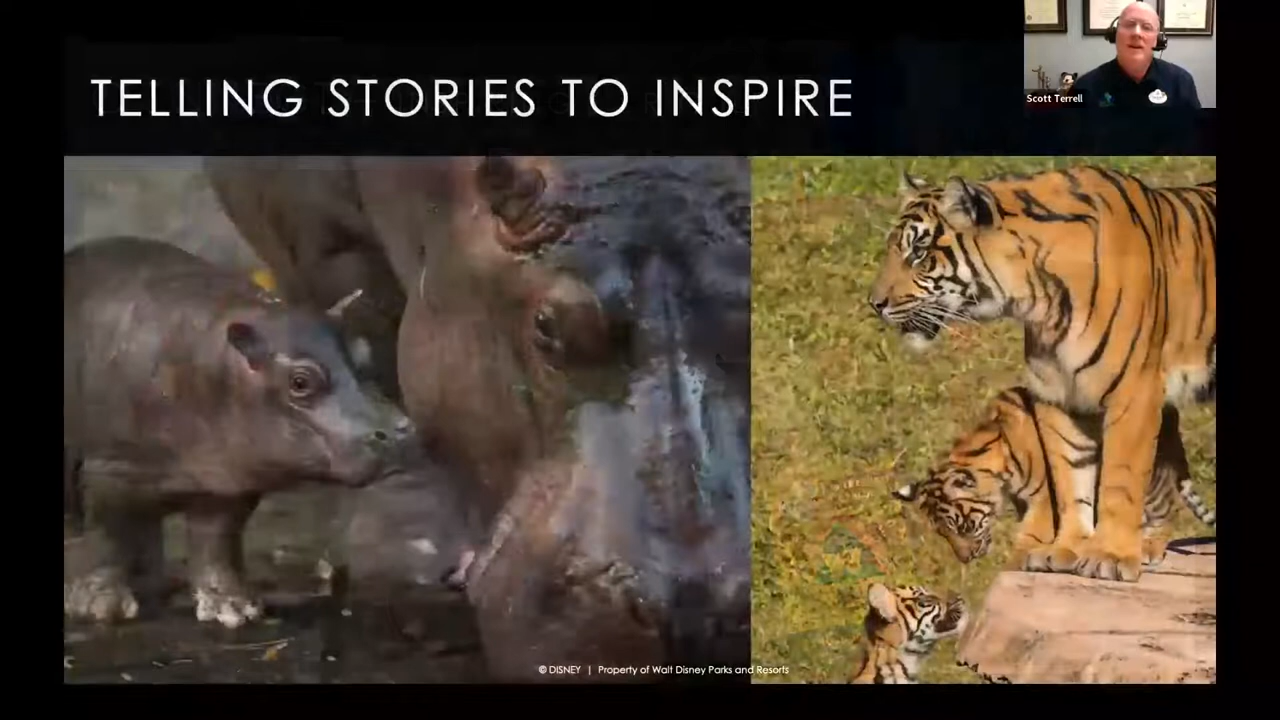 TELLING STORIES TO INSPIRE
Scott Terrell
© DISNEY | Property of Walt Disney Parks and Resorts